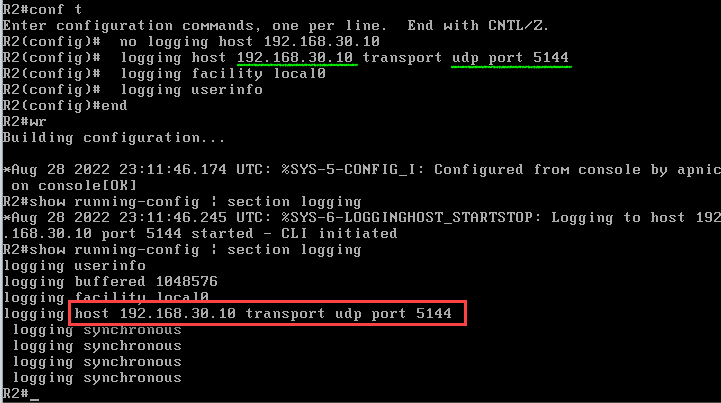 R2#conf t
Enter configuration commands, one per line.  End with CNTL/Z.
R2(config)#  no logging host 192.168.30.10
R2(config)#  logging host 192.168.30.10 transport udp port 5144
R2(config)#  logging facility local0
R2(config)#  logging userinfo
R2(config)#end
R2#wr
Building configuration...
*Aug 28 2022 23:11:46.174 UTC: %SYS-5-CONFIG_I: Configured from console by apnic
 on console[OK]
R2#show running-config | section logging
*Aug 28 2022 23:11:46.245 UTC: %SYS-6-LOGGINGHOST_STARTSTOP: Logging to host 192
.168.30.10 port 5144 started - CLI initiated
R2#show running-config | section logging
logging userinfo
logging buffered 1048576
logging facility local0
logging host 192.168.30.10 transport udp port 5144
 logging synchronous
 logging synchronous
 logging synchronous
 logging synchronous
R2#_